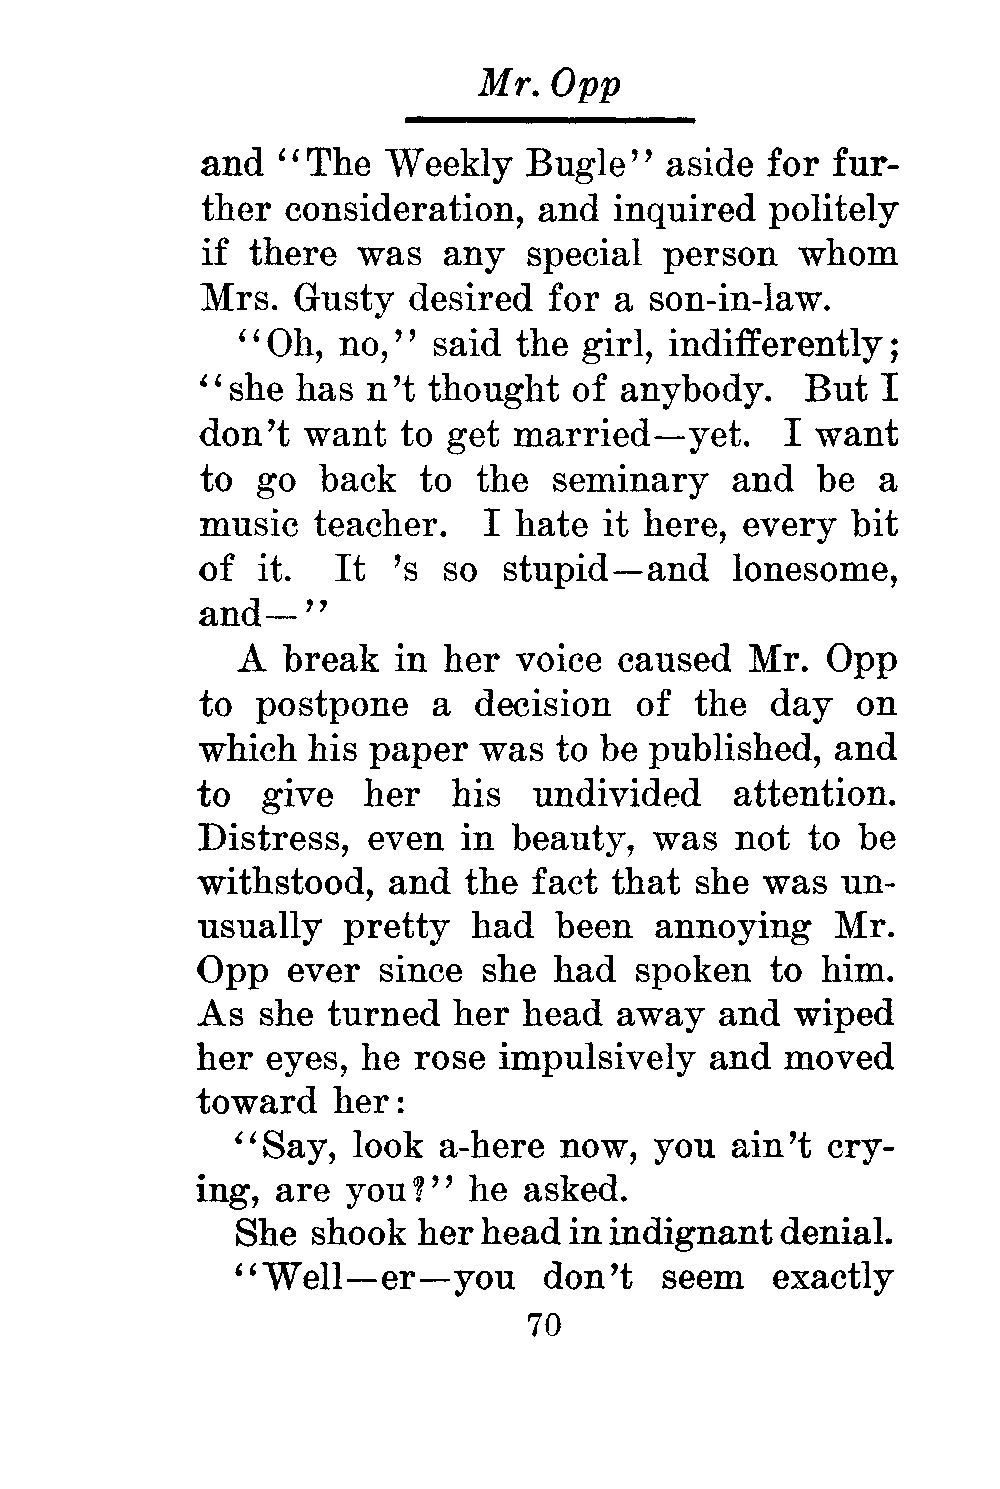 Mr. Opp
and "The Weekly Bugle" aside for fur-
ther consideration, and inquired politely
if there was any special person whom
Mrs. Gusty desired for a son-in-law.
"Oh, no," said the girl, indifferently;
"she has n't thought of anybody. But I
don't want to get married—yet. I want
to go back to the seminary and be a
music teacher. I hate it here, every bit
of it. It 's so stupid—and lonesome,
and—"
A break in her voice caused Mr. Opp
to postpone a decision of the day on
which his paper was to be published, and
to give her his undivided attention.
Distress, even in beauty, was not to be
withstood, and the fact that she was un-
usually pretty had been annoying Mr.
Opp ever since she had spoken to him.
As she turned her head away and wiped
her eyes, he rose impulsively and moved
toward her:
"Say, look a-here now, you ain't cry-
ing, are you?" he asked.
She shook her head in indignant denial.
"Well—er—you don't seem exactly
70